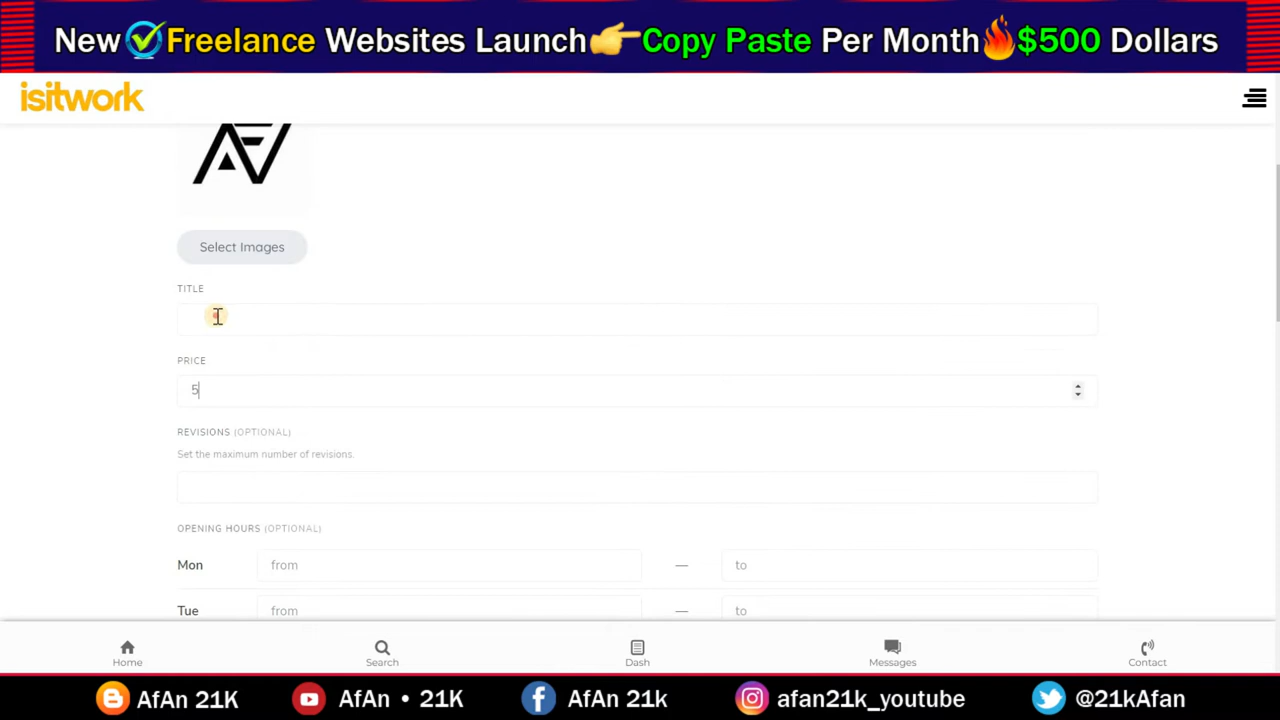 New Freelance Websites Launch Copy Paste Per Month $500 Dollars
isitwork
Select Images
TITLE
PRICE
5
REVISIONS (OPTIONAL)
Set the maximum number of revisions.
OPENING HOURS (OPTIONAL)
Mon from — to
Tue from — to
Home Search Dash Messages Contact
AfAn 21K AfAn • 21K AfAn 21k afan21k_youtube @21kAfan